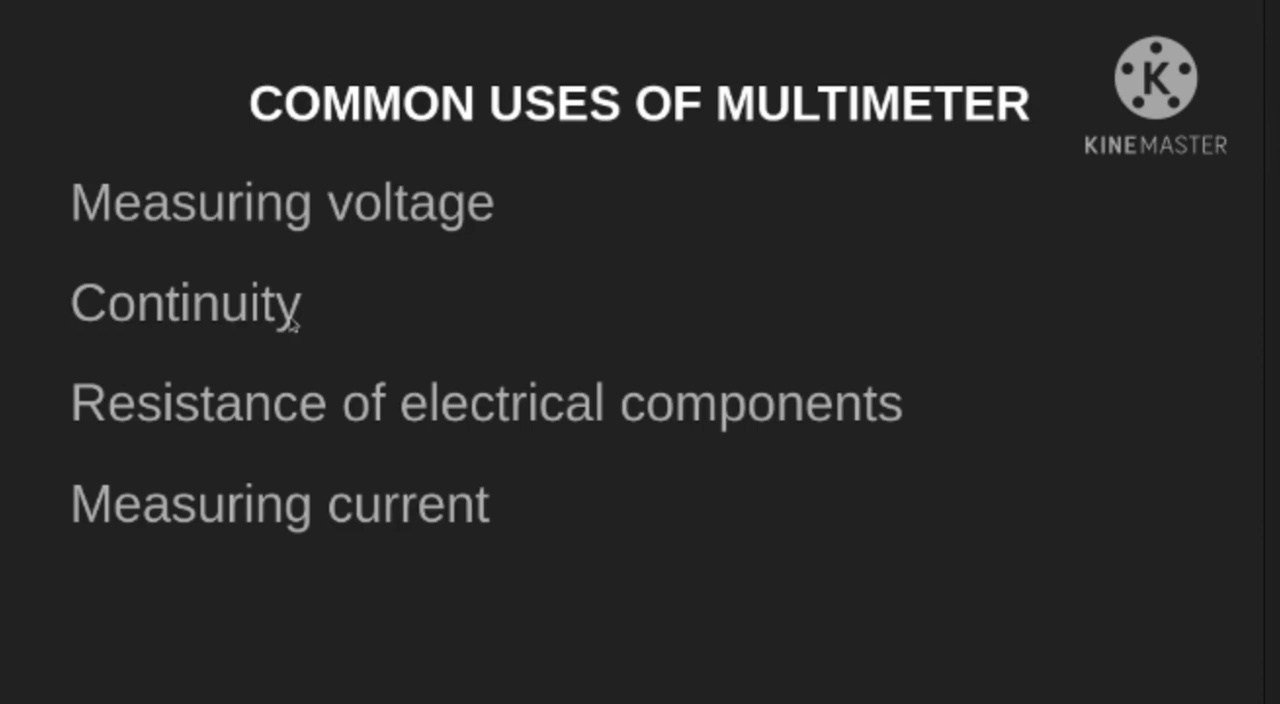 COMMON USES OF MULTIMETER
K
KINEMASTER
Measuring voltage
Continuity
Resistance of electrical components
Measuring current